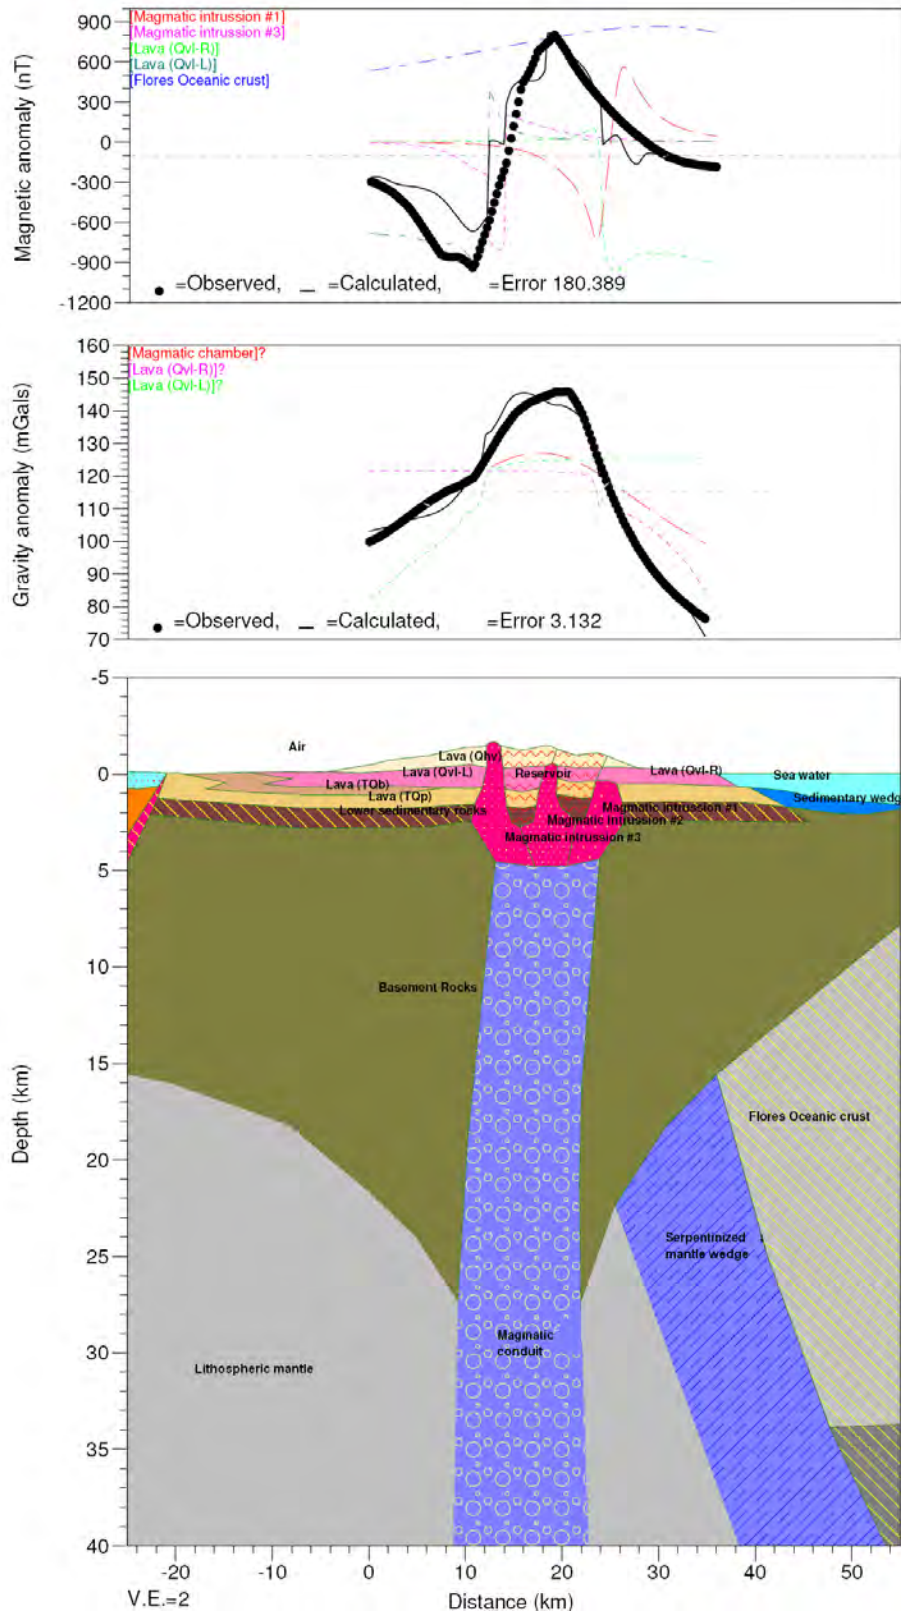 900
600
300
0
-300
-600
-900
-1200
Magnetic anomaly (nT)
[Magmatic intrussion #1]
[Magmatic intrussion #3]
[Lava (Qvl-R)]
[Lava (Qvl-L)]
[Flores Oceanic crust]
=Observed, =Calculated, =Error 180.389
160
150
140
130
120
110
100
90
80
70
Gravity anomaly (mGals)
[Magmatic chamber]?
[Lava (Qvl-R)]?
[Lava (Qvl-L)]?
=Observed, =Calculated, =Error 3.132
-5
0
5
10
15
20
25
30
35
40
Depth (km)
Air
Lava (Qhv)
Lava (Qvl-L)
Reservoir
Lava (Qvl-R)
Sea water
Lava (TQb)
Lava (TQp)
Sedimentary wedg
Lower sedimentary rocks
Magmatic intrussion #1
Magmatic intrussion #2
Magmatic intrussion #3
Basement Rocks
Flores Oceanic crust
Serpentinized
mantle wedge
Magmatic
conduit
Lithospheric mantle
-20 -10 0 10 20 30 40 50
V.E.=2
Distance (km)